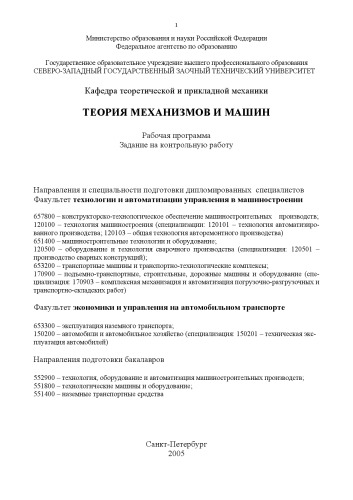 1
Министерство образования и науки Российской Федерации
Федеральное агентство по образованию
Государственное образовательное учреждение высшего профессионального образования
СЕВЕРО-ЗАПАДНЫЙ ГОСУДАРСТВЕННЫЙ ЗАОЧНЫЙ ТЕХНИЧЕСКИЙ УНИВЕРСИТЕТ
Кафедра теоретической и прикладной механики
ТЕОРИЯ МЕХАНИЗМОВ И МАШИН
Рабочая программа
Задание на контрольную работу
Направления и специальности подготовки дипломированных специалистов
Факультет технологии и автоматизации управления в машиностроении
657800 – конструкторско-технологическое обеспечение машиностроительных производств;
120100 – технология машиностроения (специализации: 120101 – технология автоматизиро-
ванного производства; 120103 – общая технология авторемонтного производства)
651400 – машиностроительные технологии и оборудование;
120500 – оборудование и технология сварочного производства (специализация: 120501 –
производство сварных конструкций);
653200 – транспортные машины и транспортно-технологические комплексы;
170900 – подъемно-транспортные, строительные, дорожные машины и оборудование (спе-
циализация: 170903 – комплексная механизация и автоматизация погрузочно-разгрузочных и
транспортно-складских работ)
Факультет экономики и управления на автомобильном транспорте
653300 – эксплуатация наземного транспорта;
150200 – автомобили и автомобильное хозяйство (специализация: 150201 – техническая экс-
плуатация автомобилей)
Направления подготовки бакалавров
552900 – технология, оборудование и автоматизация машиностроительных производств;
551800 – технологические машины и оборудование;
551400 – наземные транспортные средства
Санкт-Петербург
2005